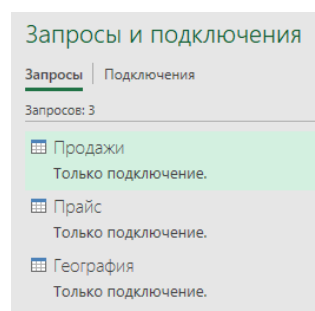 Запросы и подключения
Запросы Подключения
Запросов: 3
Продажи
Только подключение.
Прайс
Только подключение.
География
Только подключение.